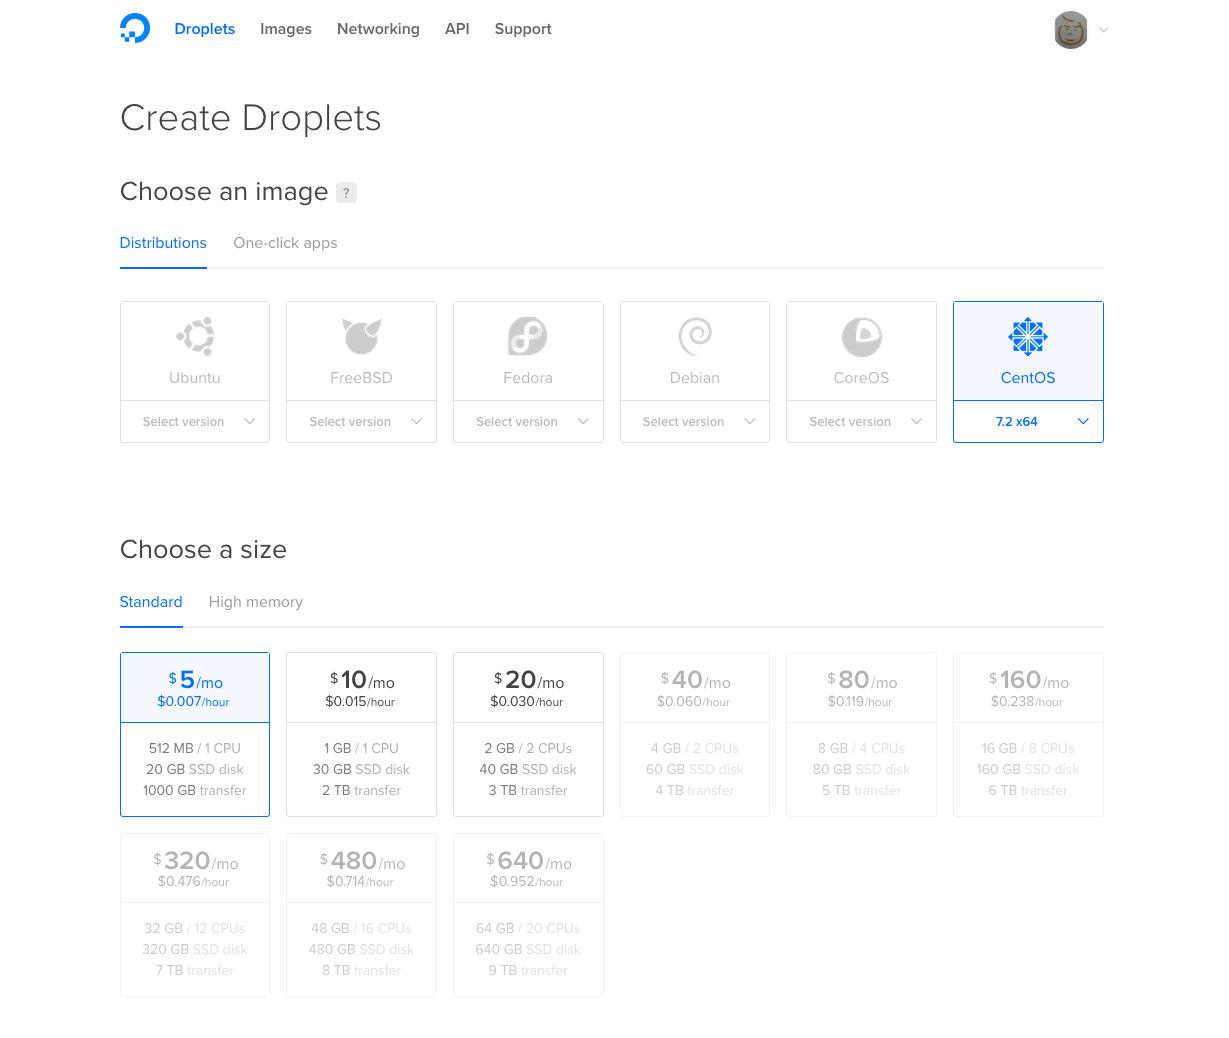 Droplets Images Networking API Support
Create Droplets
Choose an image ?
Distributions One-click apps
Ubuntu FreeBSD Fedora Debian CoreOS CentOS
Select version Select version Select version Select version Select version 7.2 x64
Choose a size
Standard High memory
$5/mo $10/mo $20/mo $40/mo $80/mo $160/mo
$0.007/hour $0.015/hour $0.030/hour $0.060/hour $0.119/hour $0.238/hour
512 MB / 1 CPU 1 GB / 1 CPU 2 GB / 2 CPUs 4 GB / 2 CPUs 8 GB / 4 CPUs 16 GB / 8 CPUs
20 GB SSD disk 30 GB SSD disk 40 GB SSD disk 60 GB SSD disk 80 GB SSD disk 160 GB SSD disk
1000 GB transfer 2 TB transfer 3 TB transfer 4 TB transfer 5 TB transfer 6 TB transfer
$320/mo $480/mo $640/mo
$0.476/hour $0.714/hour $0.952/hour
32 GB / 12 CPUs 48 GB / 16 CPUs 64 GB / 20 CPUs
320 GB SSD disk 480 GB SSD disk 640 GB SSD disk
7 TB transfer 8 TB transfer 9 TB transfer